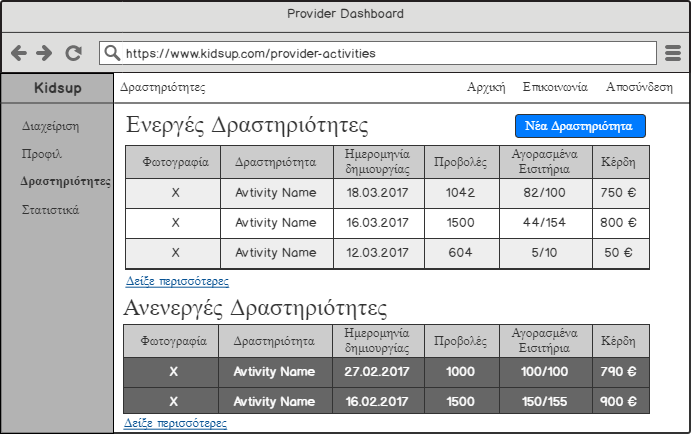 Provider Dashboard
https://www.kidsup.com/provider-activities
Kidsup
Δραστηριότητες
Αρχική Επικοινωνία Αποσύνδεση
Διαχείριση
Προφιλ
Δραστηριότητες
Στατιστικά
Ενεργές Δραστηριότητες
Νέα Δραστηριότητα
Φωτογραφία Δραστηριότητα Ημερομηνία δημιουργίας Προβολές Αγορασμένα Εισιτήρια Κέρδη
X Avtivity Name 18.03.2017 1042 82/100 750 €
X Avtivity Name 16.03.2017 1500 44/154 800 €
X Avtivity Name 12.03.2017 604 5/10 50 €
Δείξε περισσότερες
Ανενεργές Δραστηριότητες
Φωτογραφία Δραστηριότητα Ημερομηνία δημιουργίας Προβολές Αγορασμένα Εισιτήρια Κέρδη
X Avtivity Name 27.02.2017 1000 100/100 790 €
X Avtivity Name 16.02.2017 1500 150/155 900 €
Δείξε περισσότερες